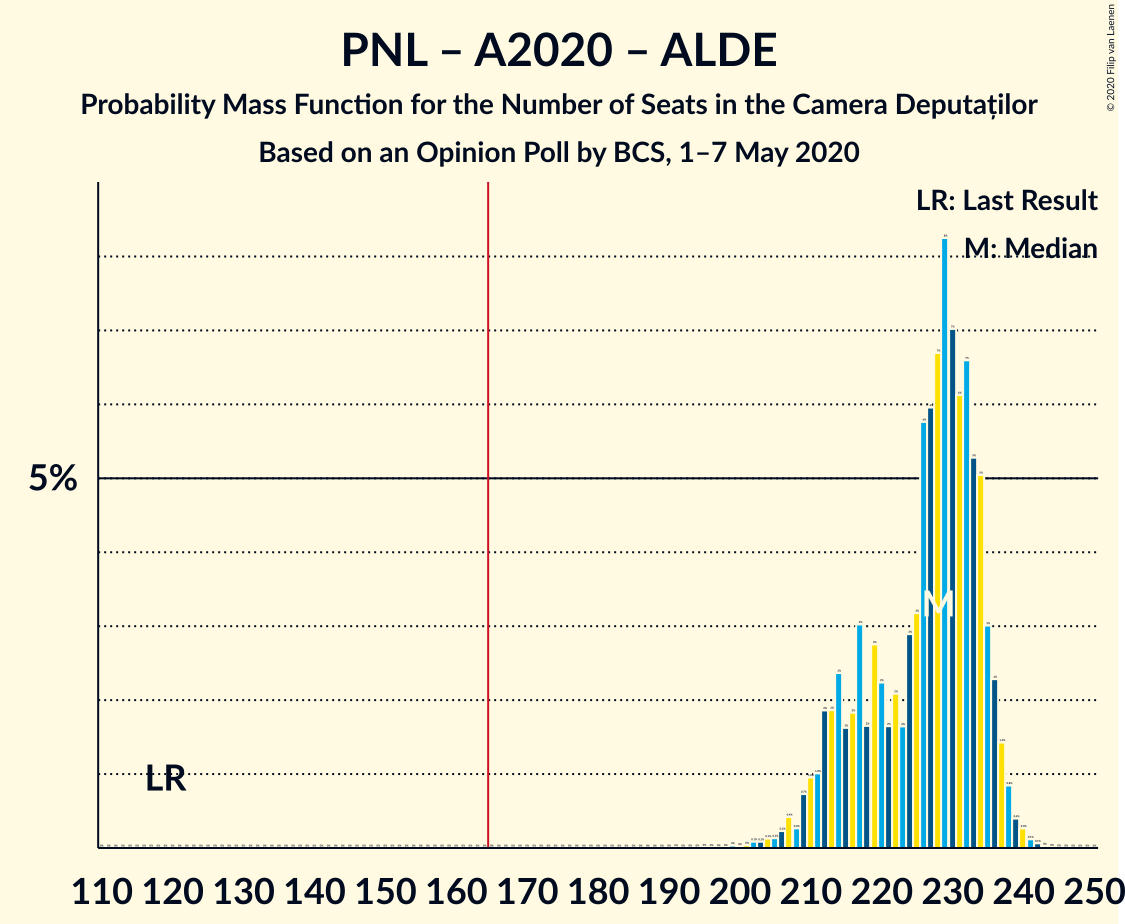 PNL – A2020 – ALDE
Probability Mass Function for the Number of Seats in the Camera Deputaților
Based on an Opinion Poll by BCS, 1–7 May 2020
© 2020 Filip van Laenen
LR: Last Result
M: Median
5%
M
LR
110 120 130 140 150 160 170 180 190 200 210 220 230 240 250